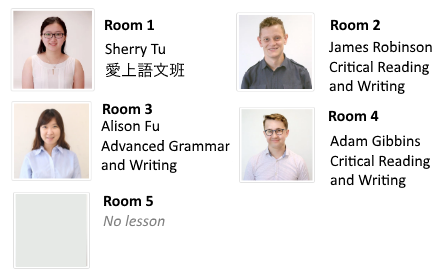 Room 1
Sherry Tu
愛上語文班
Room 2
James Robinson
Critical Reading
and Writing
Room 3
Alison Fu
Advanced Grammar
and Writing
Room 4
Adam Gibbins
Critical Reading
and Writing
Room 5
No lesson